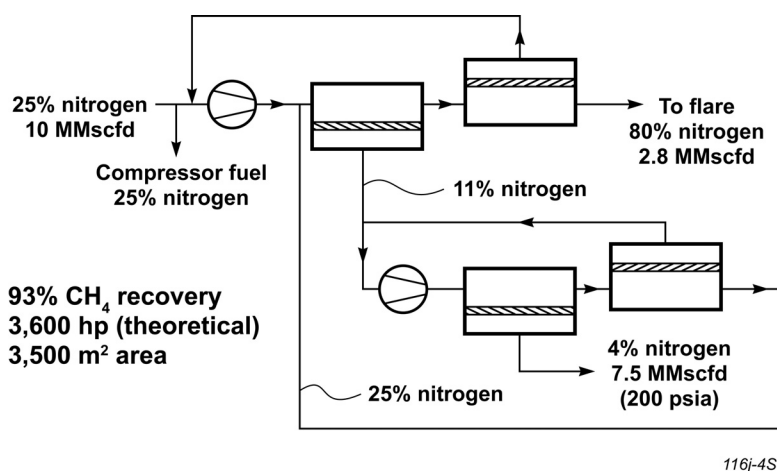 25% nitrogen
10 MMscfd
Compressor fuel
25% nitrogen
To flare
80% nitrogen
2.8 MMscfd
11% nitrogen
93% CH₄ recovery
3,600 hp (theoretical)
3,500 m² area
4% nitrogen
7.5 MMscfd
(200 psia)
25% nitrogen
116j-4S